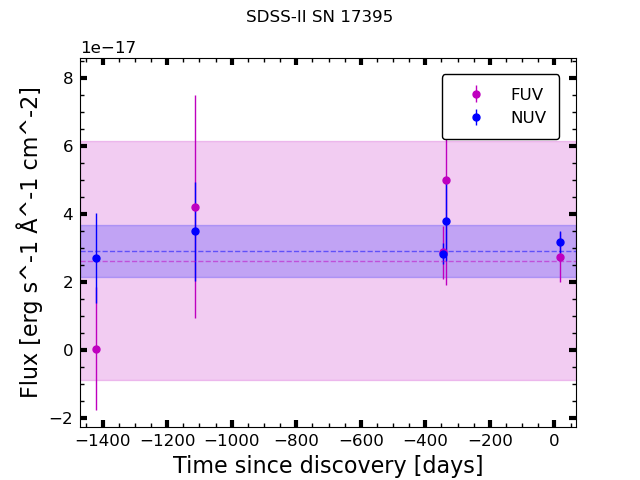 SDSS-II SN 17395
1e−17
FUV
NUV
8
6
4
2
0
−2
Flux [erg s^-1 Å^-1 cm^-2]
−1400 −1200 −1000 −800 −600 −400 −200 0
Time since discovery [days]